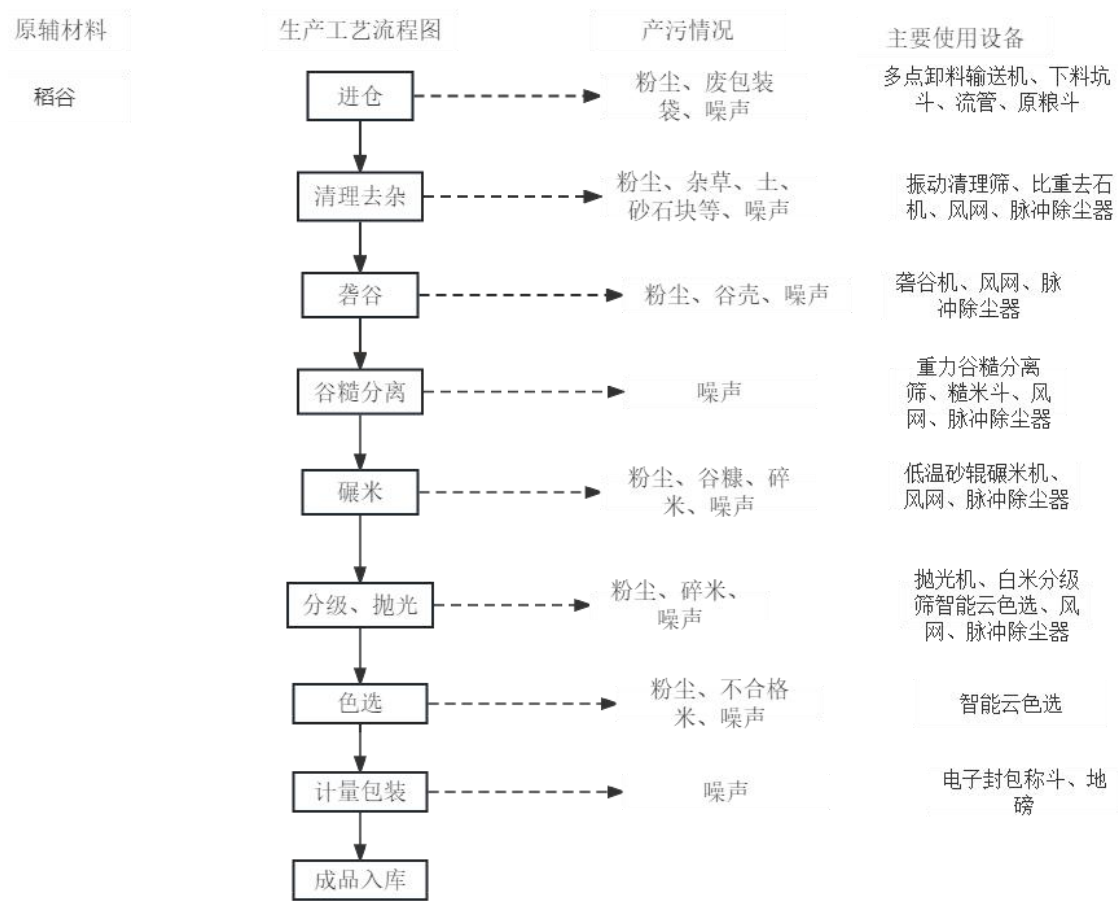 原辅材料
生产工艺流程图
产污情况
主要使用设备
稻谷
进仓
粉尘、废包装
袋、噪声
多点卸料输送机、下料坑
斗、流管、原粮斗
清理去杂
粉尘、杂草、土、
砂石块等、噪声
振动清理筛、比重去石
机、风网、脉冲除尘器
砻谷
粉尘、谷壳、噪声
砻谷机、风网、脉
冲除尘器
谷糙分离
噪声
重力谷糙分离
筛、糙米斗、风
网、脉冲除尘器
碾米
粉尘、谷糠、碎
米、噪声
低温砂辊碾米机、
风网、脉冲除尘器
分级、抛光
粉尘、碎米、
噪声
抛光机、白米分级
筛智能云色选、风
网、脉冲除尘器
色选
粉尘、不合格
米、噪声
智能云色选
计量包装
噪声
电子封包称斗、地
磅
成品入库